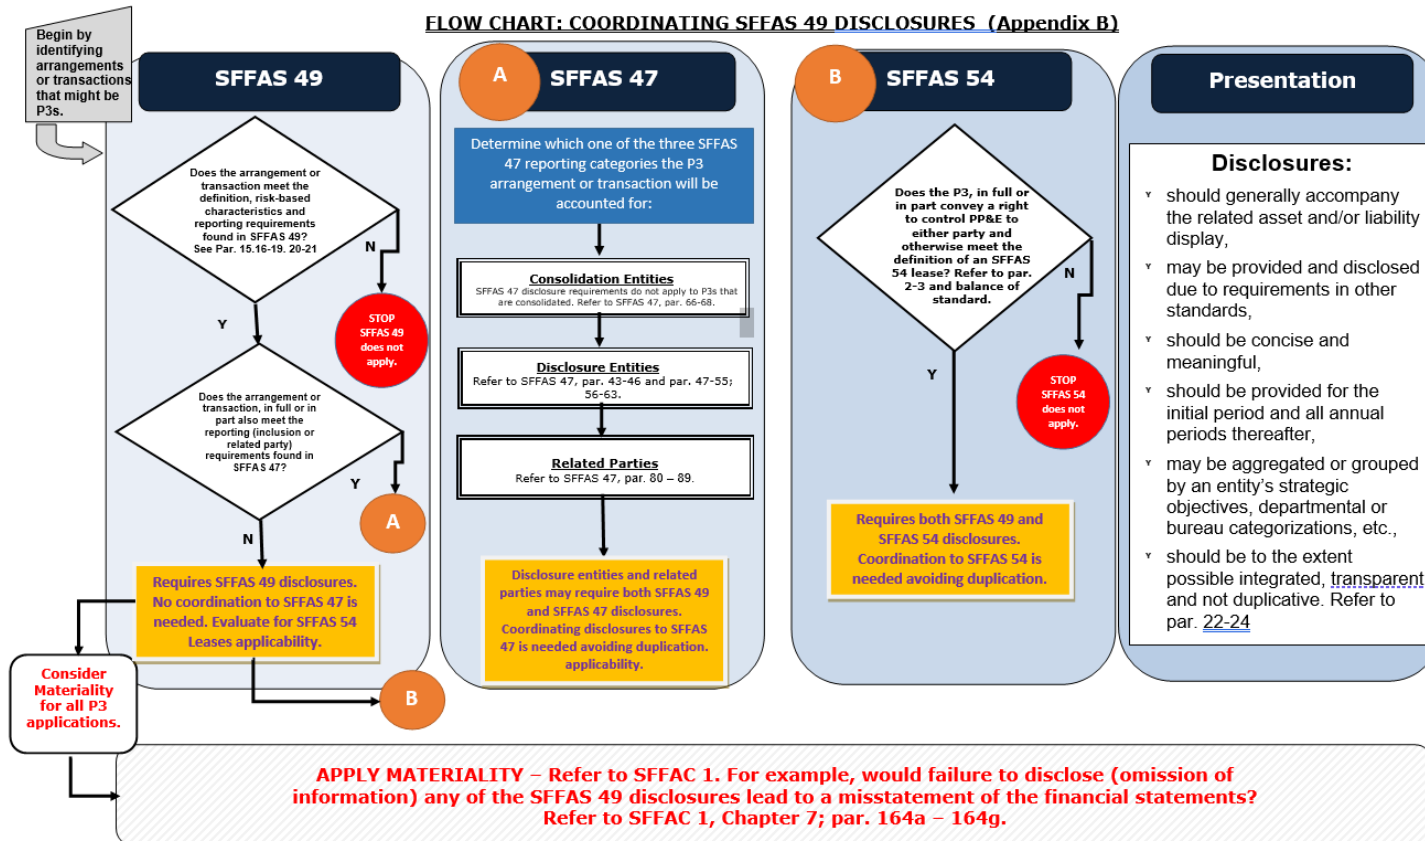 FLOW CHART: COORDINATING SFFAS 49 DISCLOSURES (Appendix B)
Begin by
identifying
arrangements
or transactions
that might be
P3s.
SFFAS 49
Does the arrangement or
transaction meet the
definition, risk-based
characteristics and
reporting requirements
found in SFFAS 49?
See Par. 15.16-19. 20-21
N
STOP
SFFAS 49
does not
apply.
Y
Does the arrangement or
transaction, in full or in
part also meet the
reporting (inclusion or
related party)
requirements found in
SFFAS 47?
Y
A
N
Requires SFFAS 49 disclosures.
No coordination to SFFAS 47 is
needed. Evaluate for SFFAS 54
Leases applicability.
B
Consider
Materiality
for all P3
applications.
A
SFFAS 47
Determine which one of the three SFFAS
47 reporting categories the P3
arrangement or transaction will be
accounted for:
Consolidation Entities
SFFAS 47 disclosure requirements do not apply to P3s that
are consolidated. Refer to SFFAS 47, par. 66-68.
Disclosure Entities
Refer to SFFAS 47, par. 43-46 and par. 47-55;
56-63.
Related Parties
Refer to SFFAS 47, par. 80 – 89.
Disclosure entities and related
parties may require both SFFAS 49
and SFFAS 47 disclosures.
Coordinating disclosures to SFFAS
47 is needed avoiding duplication.
applicability.
B
SFFAS 54
Does the P3, in full or
in part convey a right
to control PP&E to
either party and
otherwise meet the
definition of an SFFAS
54 lease? Refer to par.
2-3 and balance of
standard.
N
STOP
SFFAS 54
does not
apply.
Y
Requires both SFFAS 49 and
SFFAS 54 disclosures.
Coordination to SFFAS 54 is
needed avoiding duplication.
Presentation
Disclosures:
should generally accompany
the related asset and/or liability
display,
may be provided and disclosed
due to requirements in other
standards,
should be concise and
meaningful,
should be provided for the
initial period and all annual
periods thereafter,
may be aggregated or grouped
by an entity's strategic
objectives, departmental or
bureau categorizations, etc.,
should be to the extent
possible integrated, transparent
and not duplicative. Refer to
par. 22-24
APPLY MATERIALITY – Refer to SFFAC 1. For example, would failure to disclose (omission of
information) any of the SFFAS 49 disclosures lead to a misstatement of the financial statements?
Refer to SFFAC 1, Chapter 7; par. 164a – 164g.